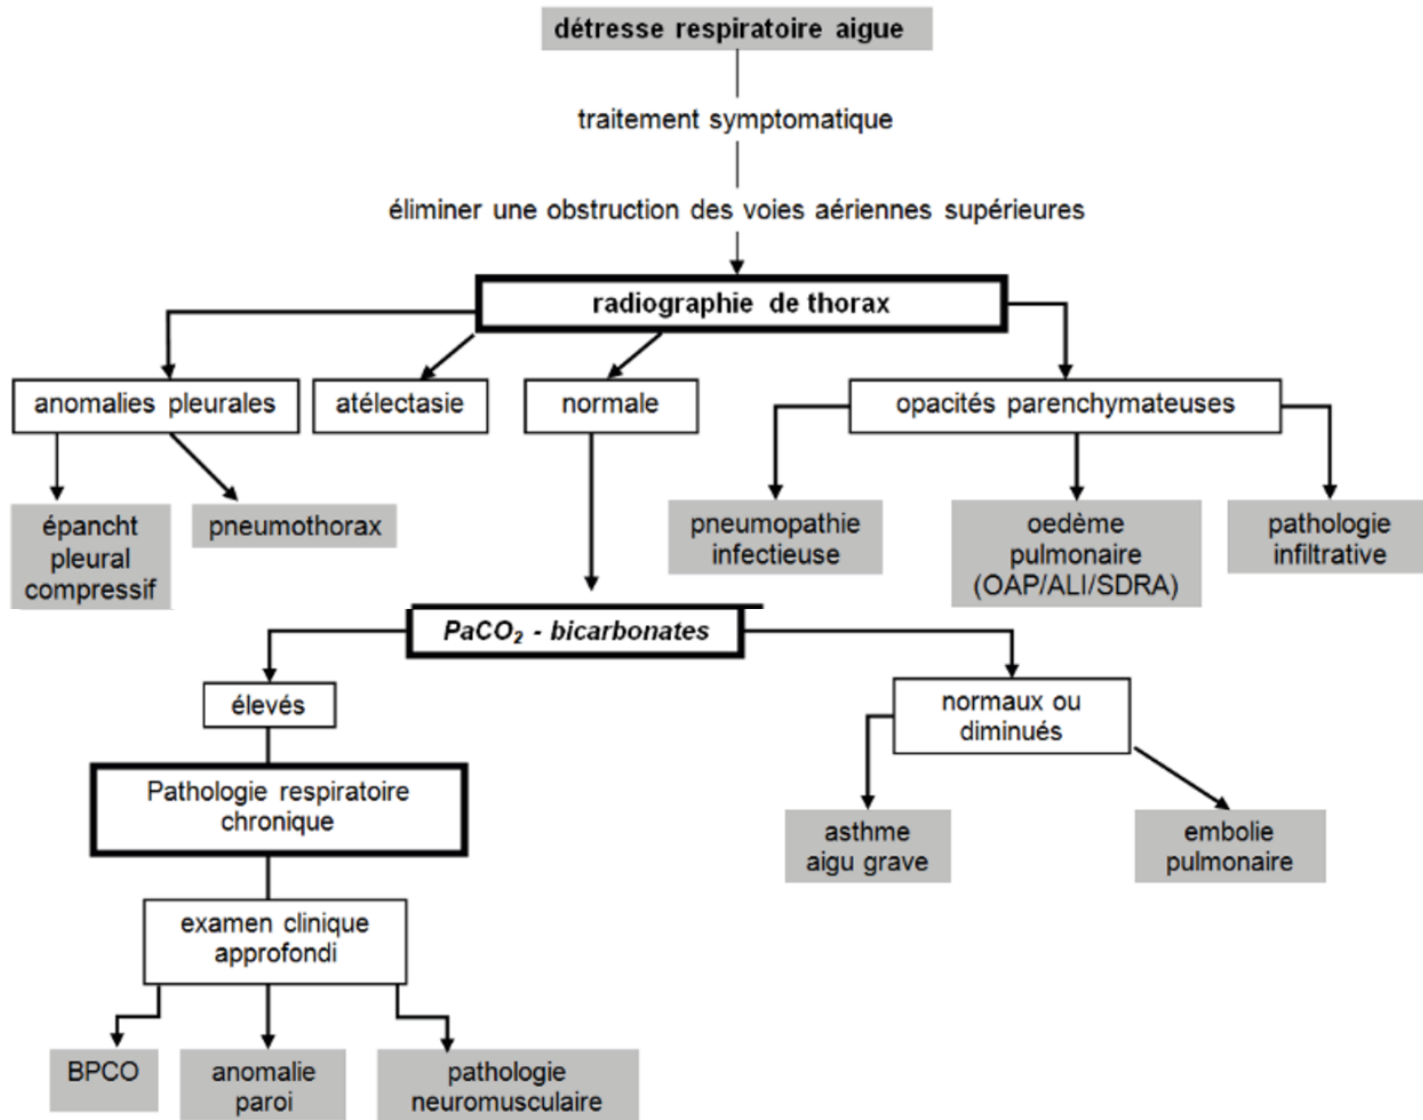 détresse respiratoire aigue
traitement symptomatique
éliminer une obstruction des voies aériennes supérieures
radiographie de thorax
anomalies pleurales
atélectasie
normale
opacités parenchymateuses
épancht
pleural
compressif
pneumothorax
pneumopathie
infectieuse
oedème
pulmonaire
(OAP/ALI/SDRA)
pathologie
infiltrative
PaCO₂ - bicarbonates
élevés
normaux ou
diminués
Pathologie respiratoire
chronique
asthme
aigu grave
embolie
pulmonaire
examen clinique
approfondi
BPCO
anomalie
paroi
pathologie
neuromusculaire